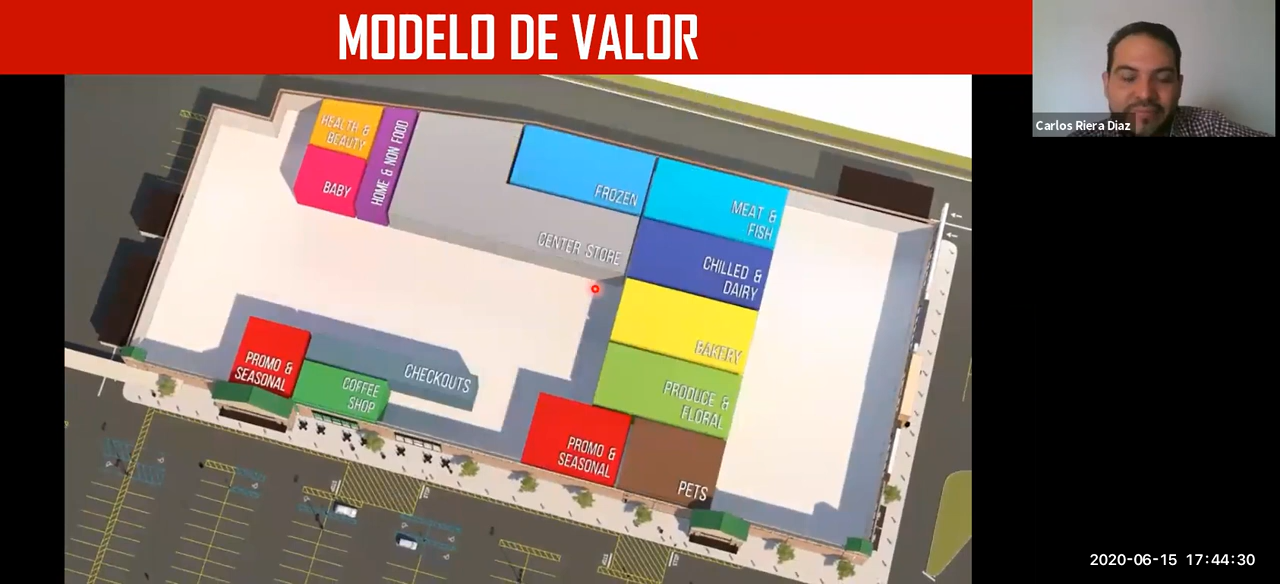 MODELO DE VALOR
Carlos Riera Diaz
HEALTH &
BEAUTY
BABY
HOME & NON FOOD
FROZEN
CENTER STORE
MEAT &
FISH
CHILLED &
DAIRY
BAKERY
PRODUCE &
FLORAL
PROMO &
SEASONAL
COFFEE
SHOP
CHECKOUTS
PROMO &
SEASONAL
PETS
2020-06-15 17:44:30